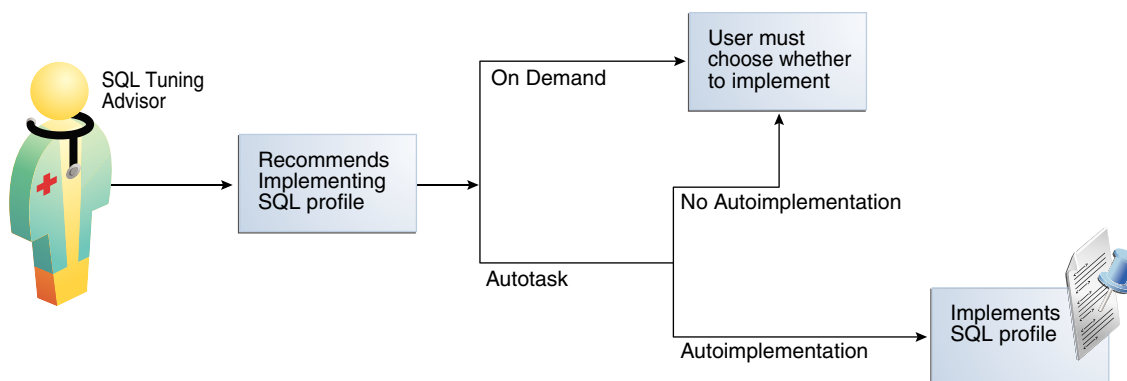 SQL Tuning
Advisor
Recommends
Implementing
SQL profile
On Demand
User must
choose whether
to implement
No Autoimplementation
Autotask
Autoimplementation
Implements
SQL profile